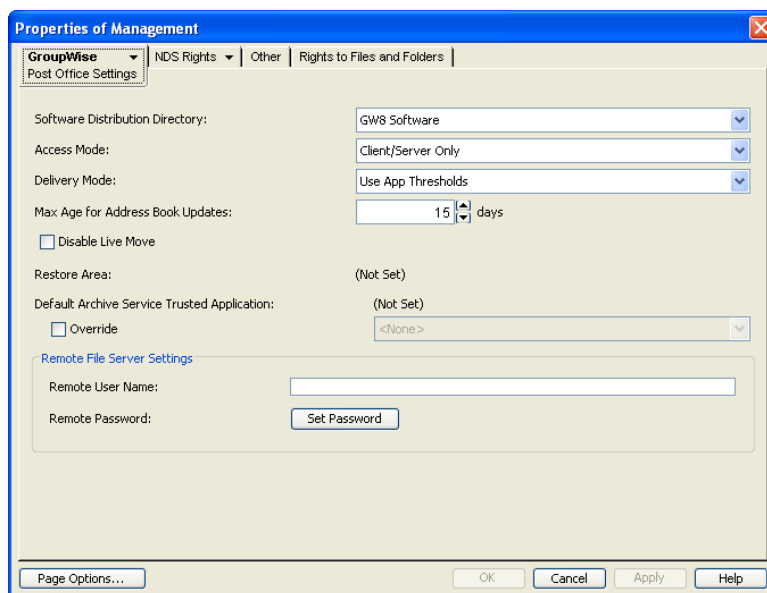 Properties of Management
GroupWise
NDS Rights
Other
Rights to Files and Folders
Post Office Settings
Software Distribution Directory: GW8 Software
Access Mode: Client/Server Only
Delivery Mode: Use App Thresholds
Max Age for Address Book Updates: 15 days
Disable Live Move
Restore Area: (Not Set)
Default Archive Service Trusted Application: (Not Set)
Override <None>
Remote File Server Settings
Remote User Name:
Remote Password: Set Password
Page Options... OK Cancel Apply Help